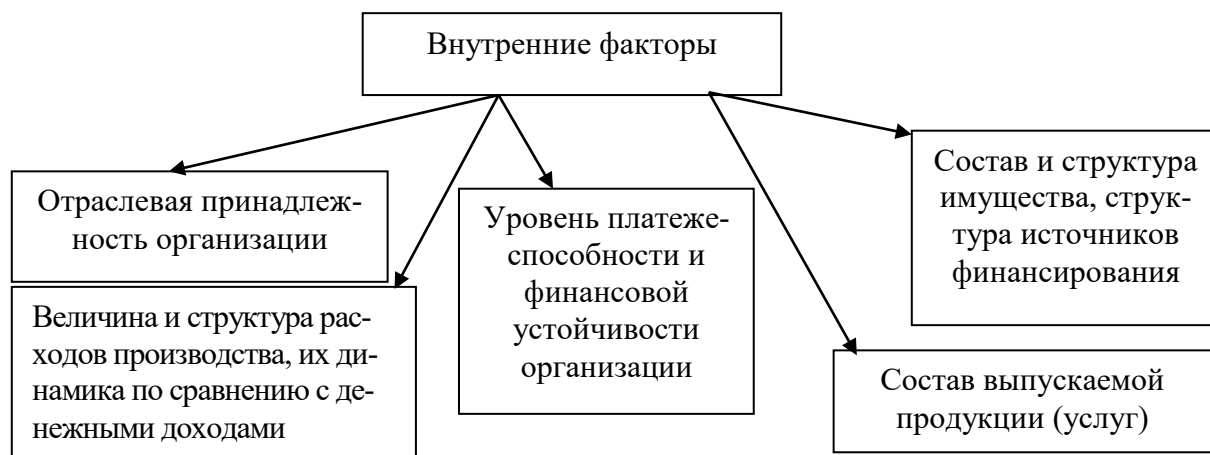 Внутренние факторы
Отраслевая принадлеж-
ность организации
Величина и структура рас-
ходов производства, их ди-
намика по сравнению с де-
нежными доходами
Уровень платеже-
способности и
финансовой
устойчивости
организации
Состав и структура
имущества, струк-
тура источников
финансирования
Состав выпускаемой
продукции (услуг)